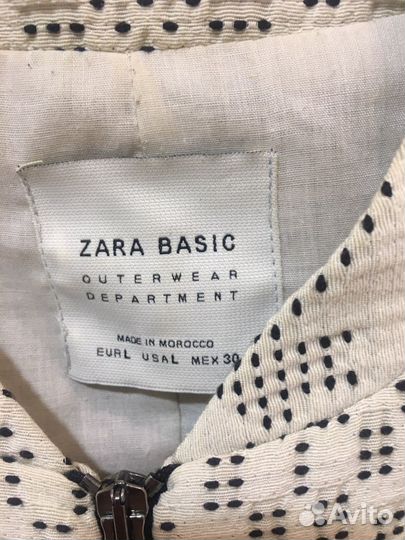 ZARA BASIC
OUTERWEAR
DEPARTMENT
MADE IN MOROCCO
EUR L USA L MEX 30
Avito